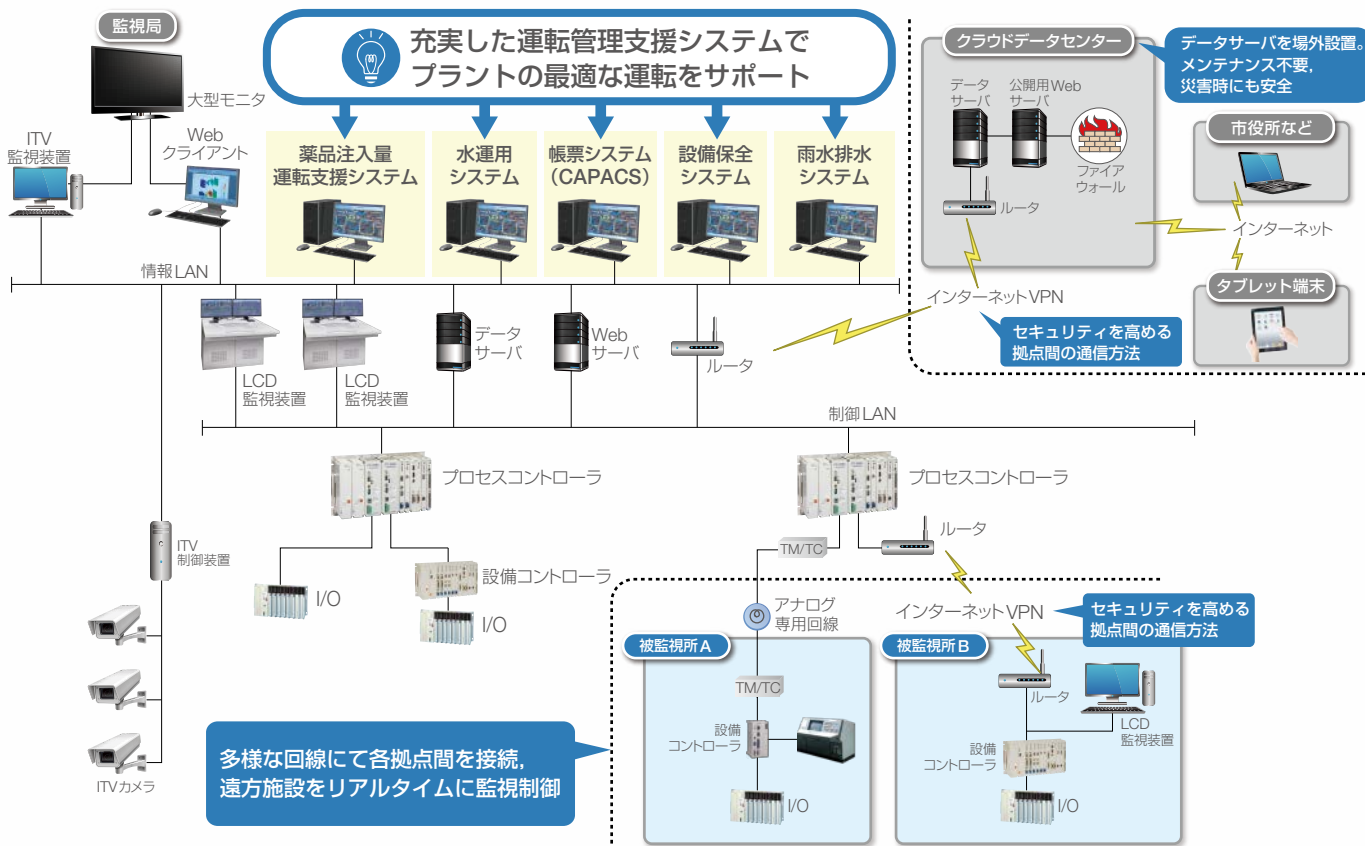 監視局
大型モニタ
ITV
監視装置
Web
クライアント
充実した運転管理支援システムで
プラントの最適な運転をサポート
薬品注入量
運転支援システム
水運用
システム
帳票システム
（CAPACS）
設備保全
システム
雨水排水
システム
クラウドデータセンター
データ
サーバ
公開用Web
サーバ
ファイア
ウォール
ルータ
データサーバを場外設置。
メンテナンス不要,
災害時にも安全
市役所など
インターネット
タブレット端末
インターネットVPN
セキュリティを高める
拠点間の通信方法
情報LAN
LCD
監視装置
LCD
監視装置
データ
サーバ
Web
サーバ
ルータ
制御LAN
プロセスコントローラ
プロセスコントローラ
ITV
制御装置
I/O
設備コントローラ
I/O
TM/TC
ルータ
アナログ
専用回線
インターネットVPN
セキュリティを高める
拠点間の通信方法
被監視所A
TM/TC
設備
コントローラ
I/O
被監視所B
ルータ
LCD
監視装置
設備
コントローラ
I/O
ITVカメラ
多様な回線にて各拠点間を接続,
遠方施設をリアルタイムに監視制御